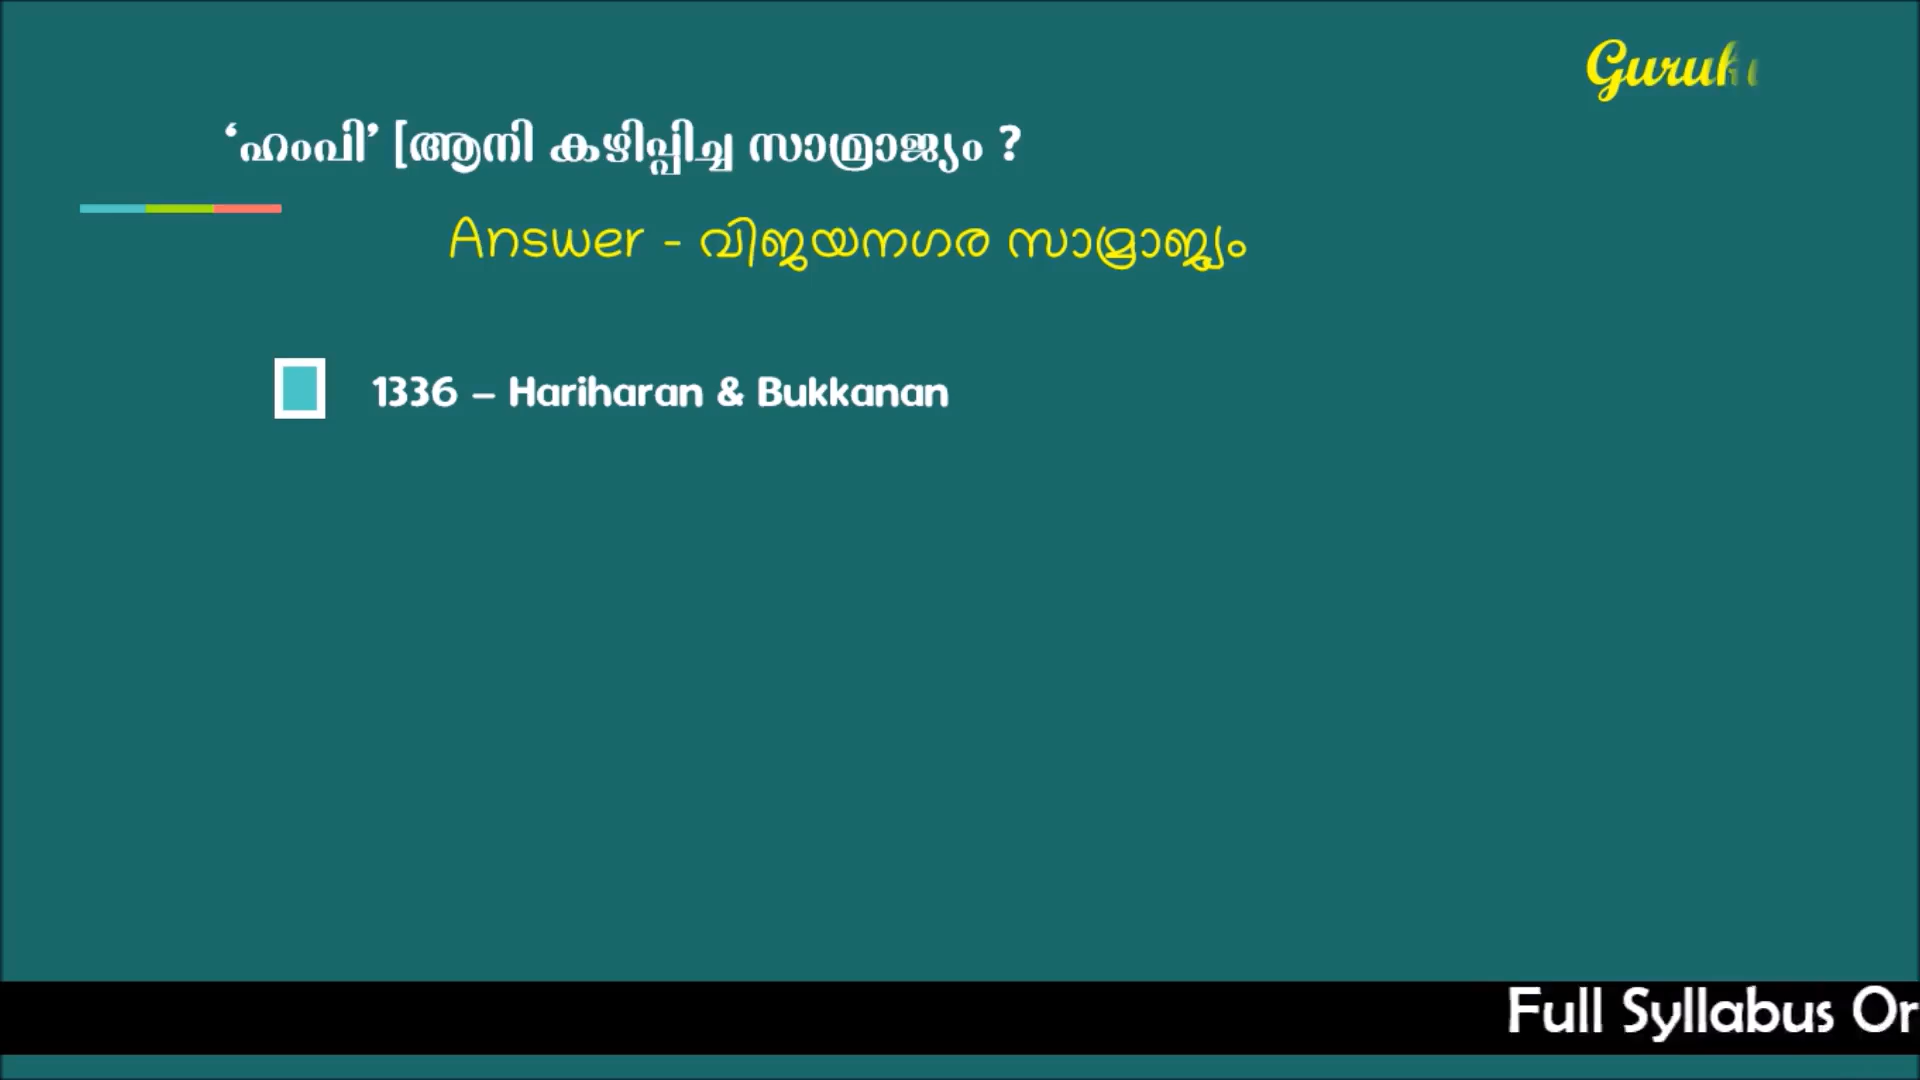 Guruk
‘ഹംപി’ [ആനി കഴിപ്പിച്ച സാമ്രാജ്യം ?
Answer - വിജയനഗര സാമ്രാജ്യം
1336 – Hariharan & Bukkanan
Full Syllabus Or